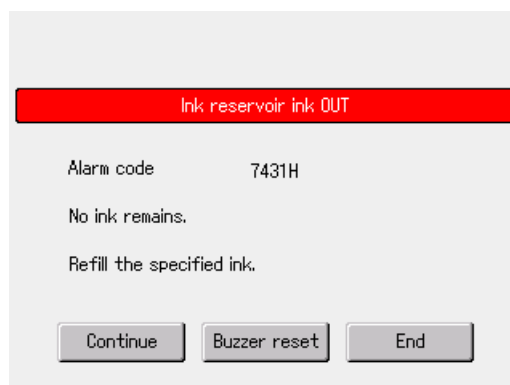 Ink reservoir ink OUT
Alarm code 7431H
No ink remains.
Refill the specified ink.
Continue Buzzer reset End